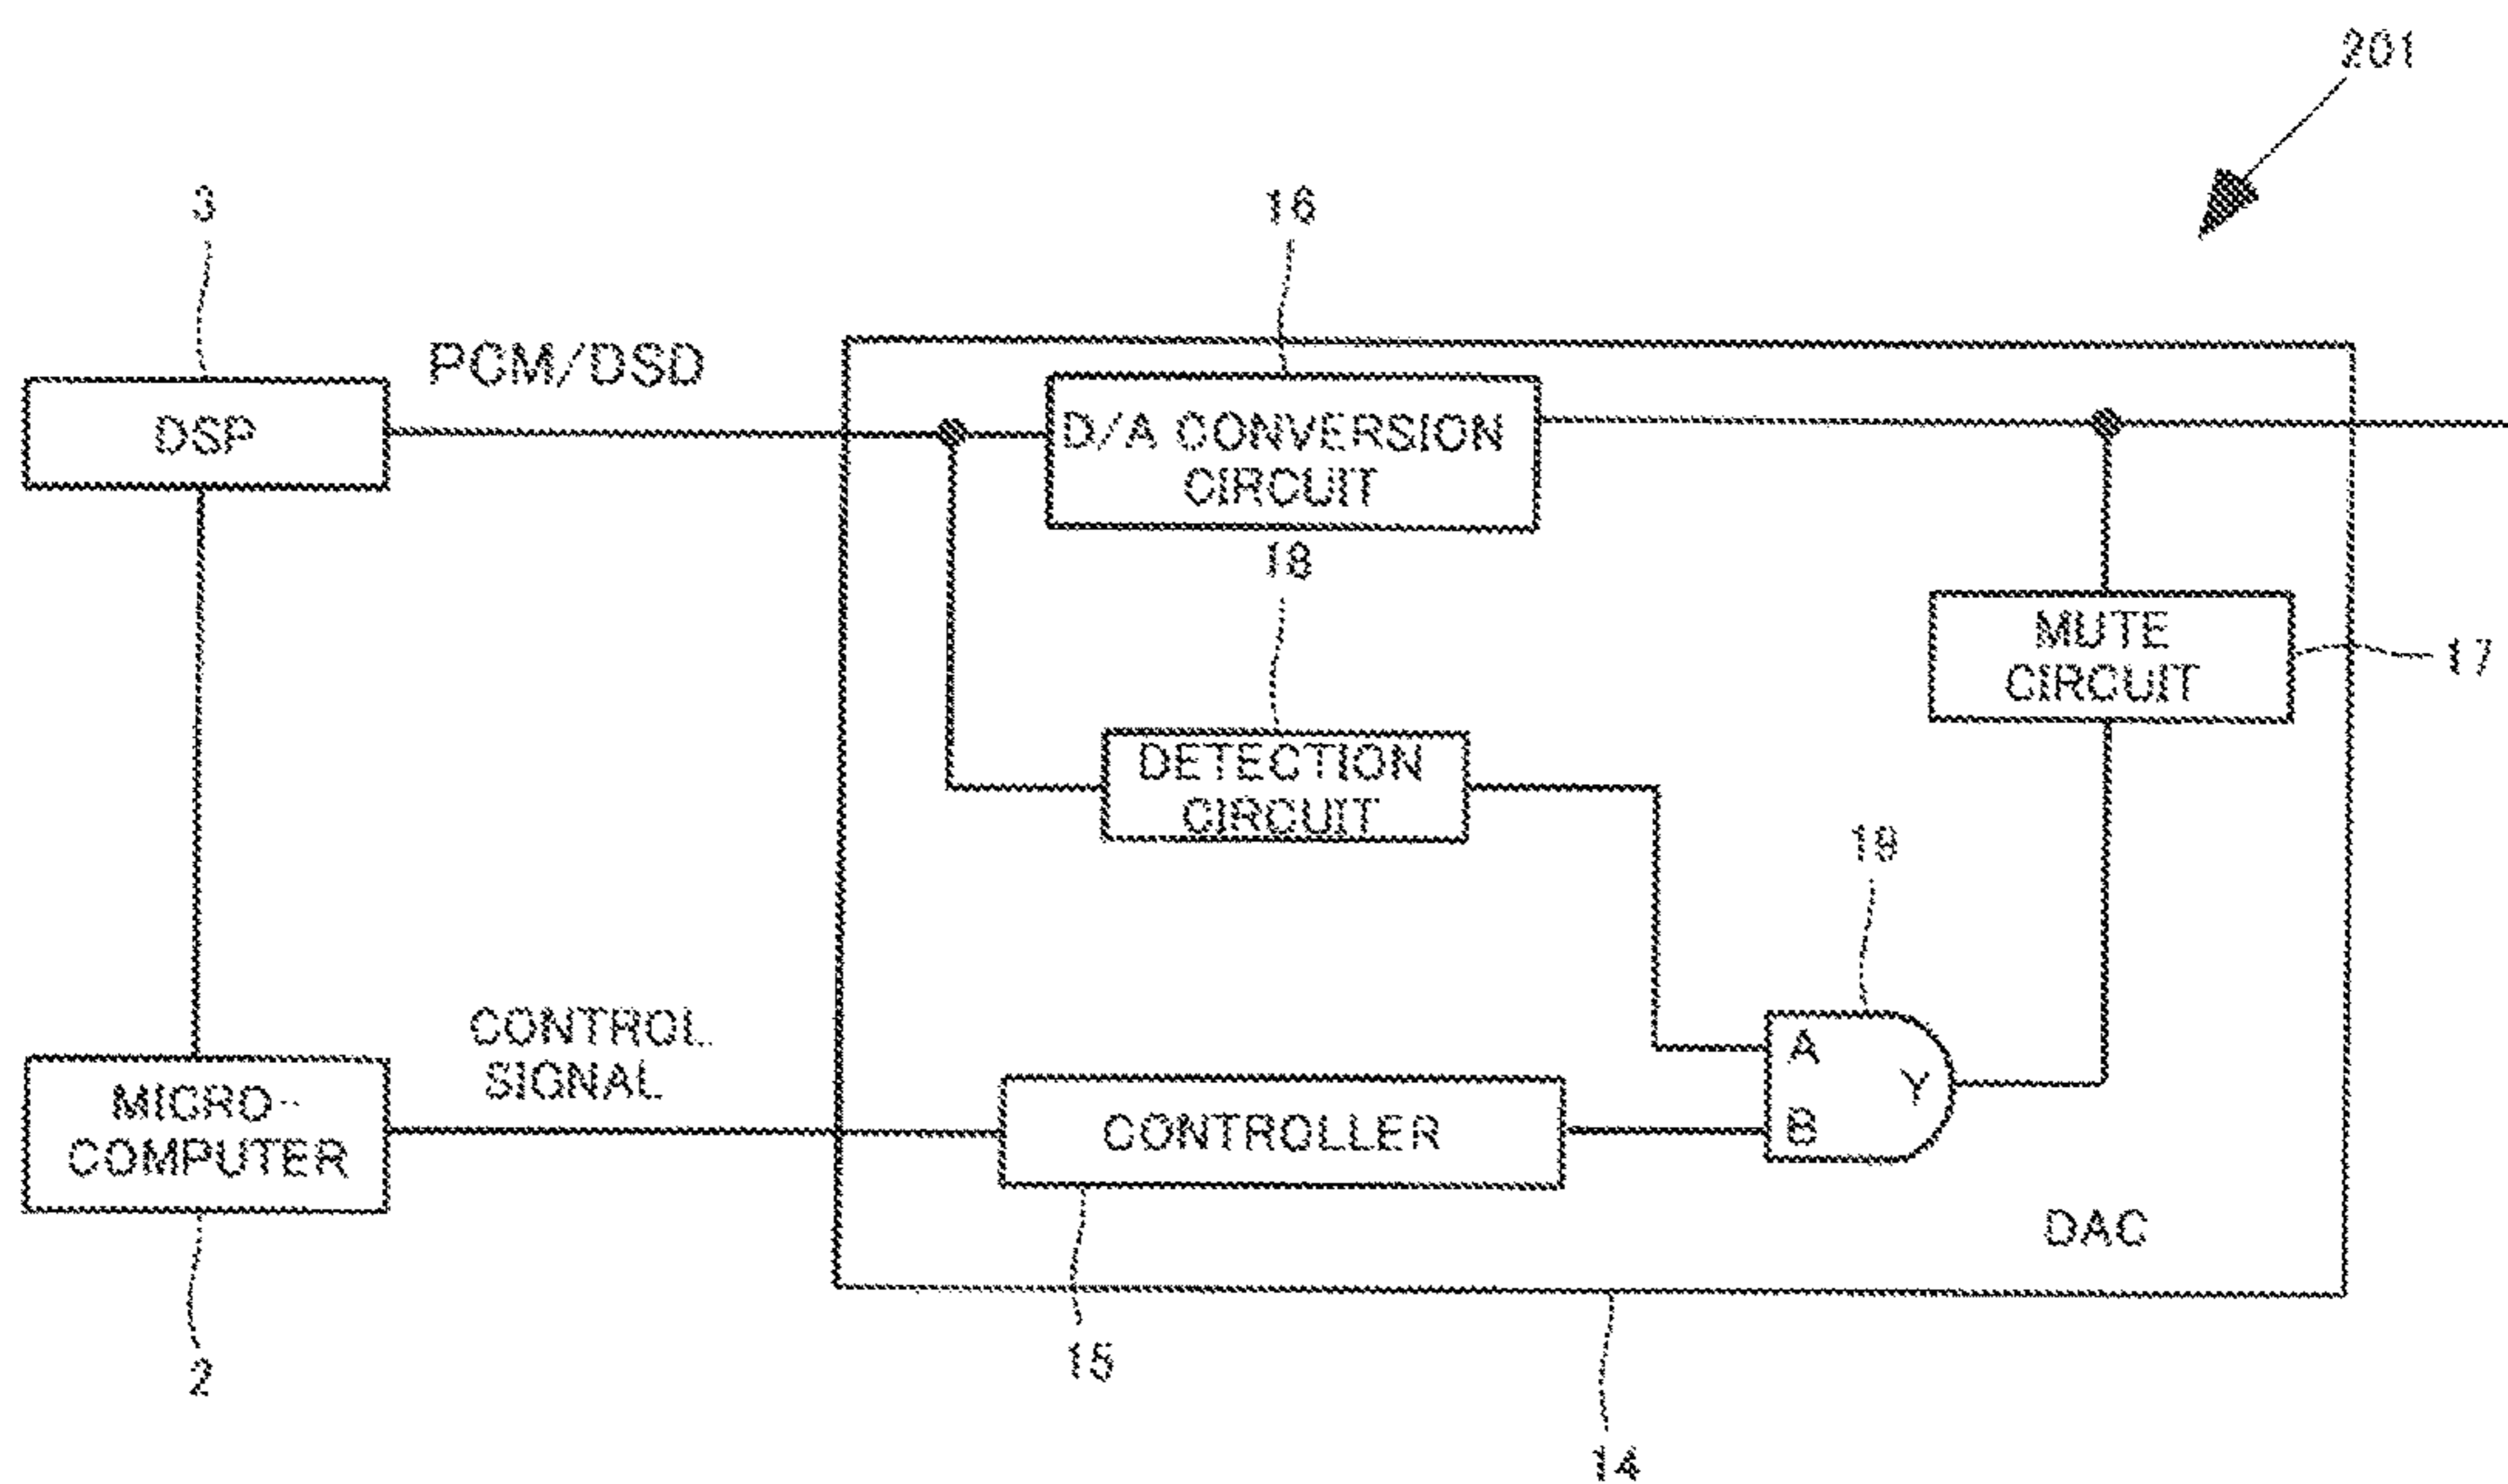 201
3
16
PCM/DSD
DSP
D/A CONVERSION
CIRCUIT
18
MUTE
CIRCUIT
17
DETECTION
CIRCUIT
19
A
Y
B
CONTROL
SIGNAL
MICRO-
COMPUTER
CONTROLLER
DAC
2
15
14